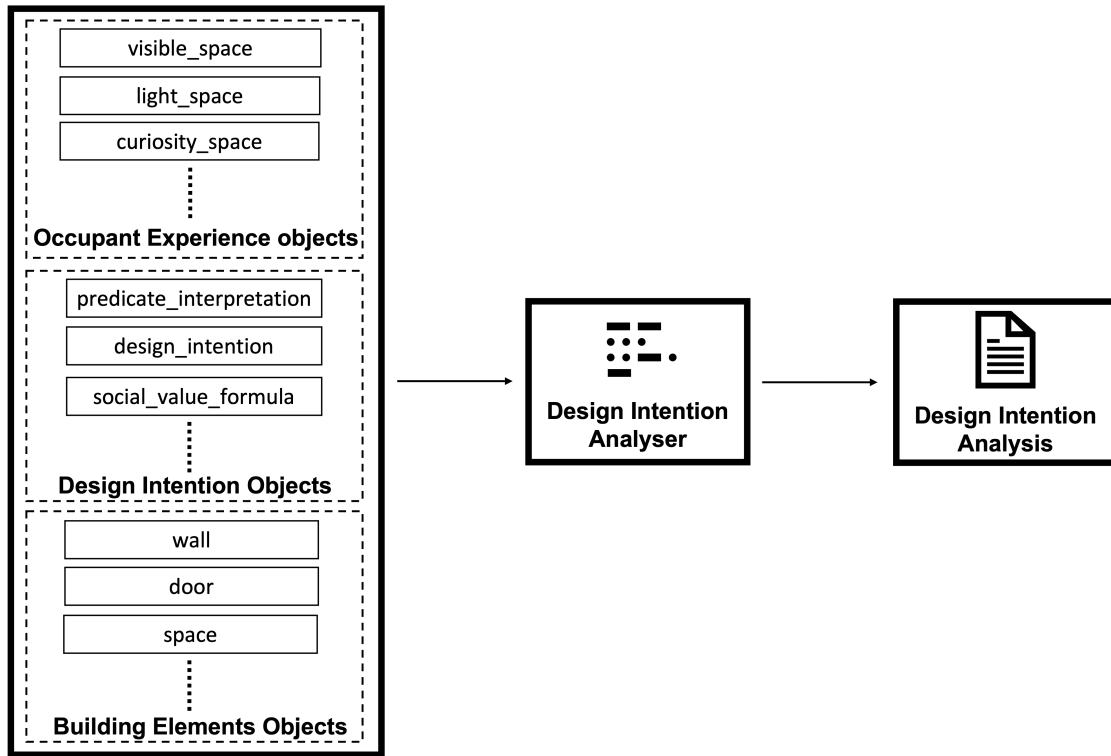 visible_space
light_space
curiosity_space
Occupant Experience objects
predicate_interpretation
design_intention
social_value_formula
Design Intention Objects
wall
door
space
Building Elements Objects
Design Intention
Analyser
Design Intention
Analysis